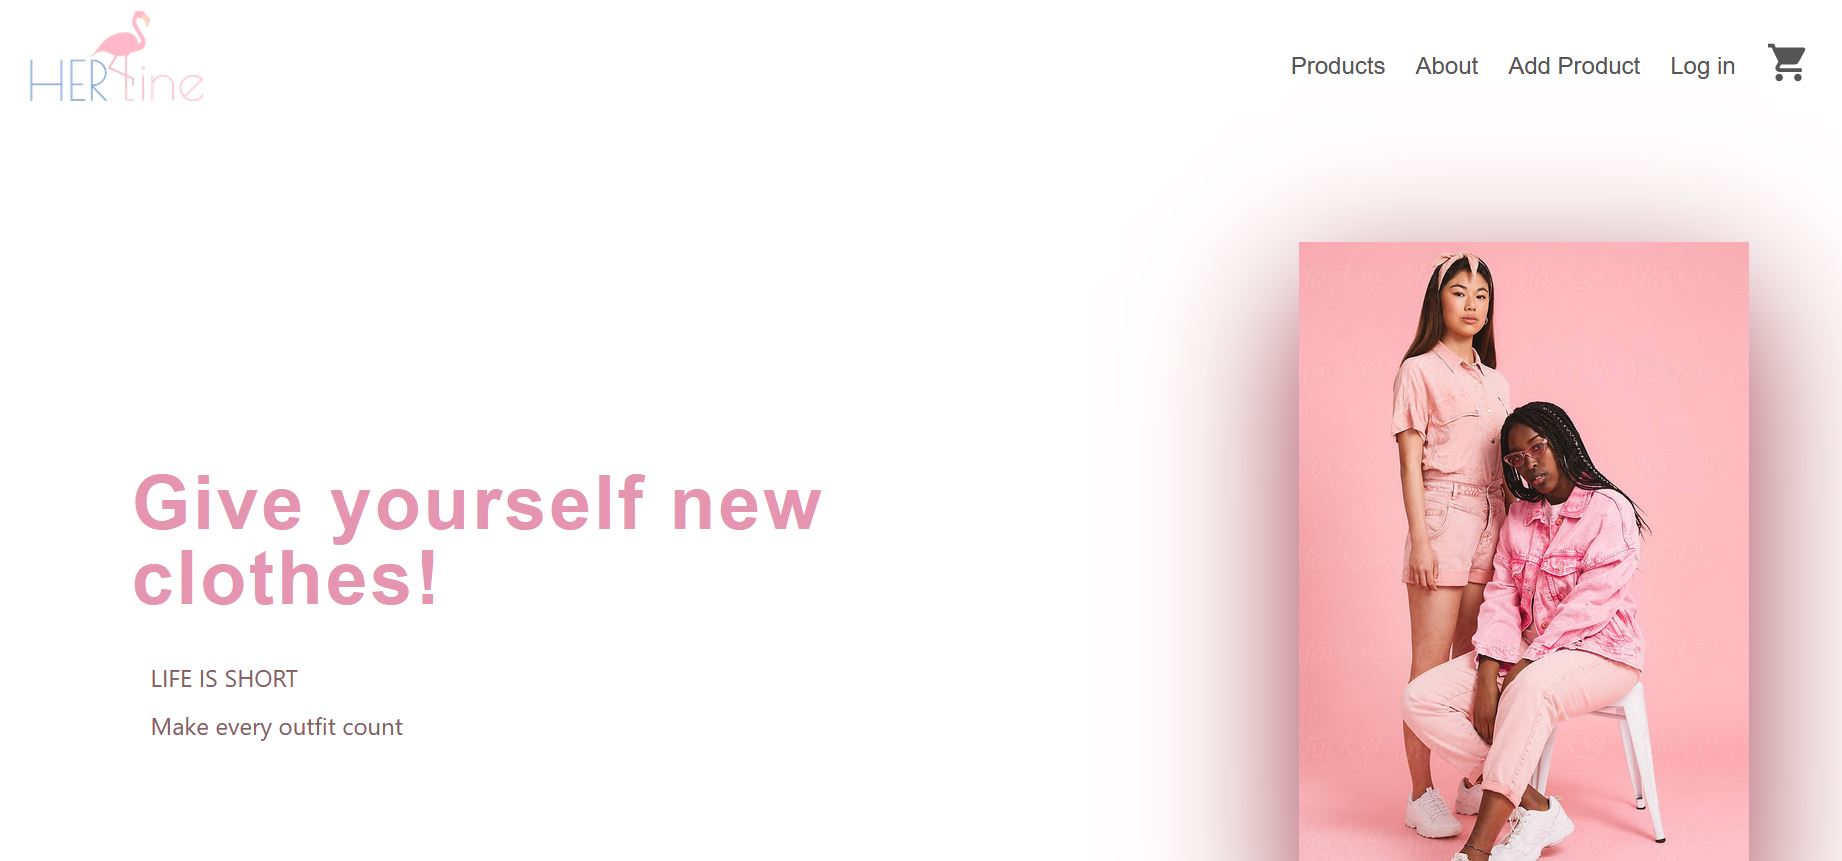 HERLine
Products
About
Add Product
Log in
Give yourself new
clothes!
LIFE IS SHORT
Make every outfit count